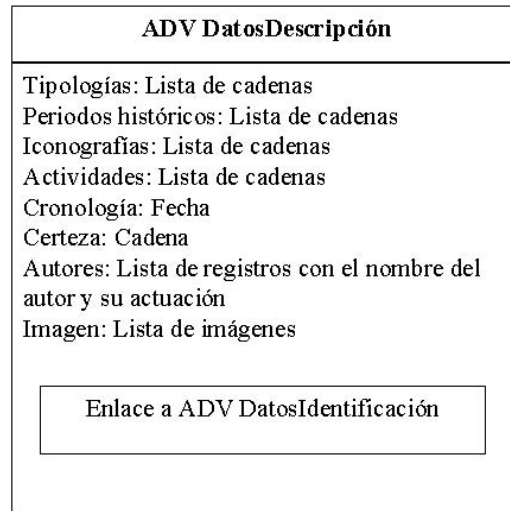 ADV DatosDescripción
Tipologías: Lista de cadenas
Periodos históricos: Lista de cadenas
Iconografías: Lista de cadenas
Actividades: Lista de cadenas
Cronología: Fecha
Certeza: Cadena
Autores: Lista de registros con el nombre del
autor y su actuación
Imagen: Lista de imágenes
Enlace a ADV DatosIdentificación